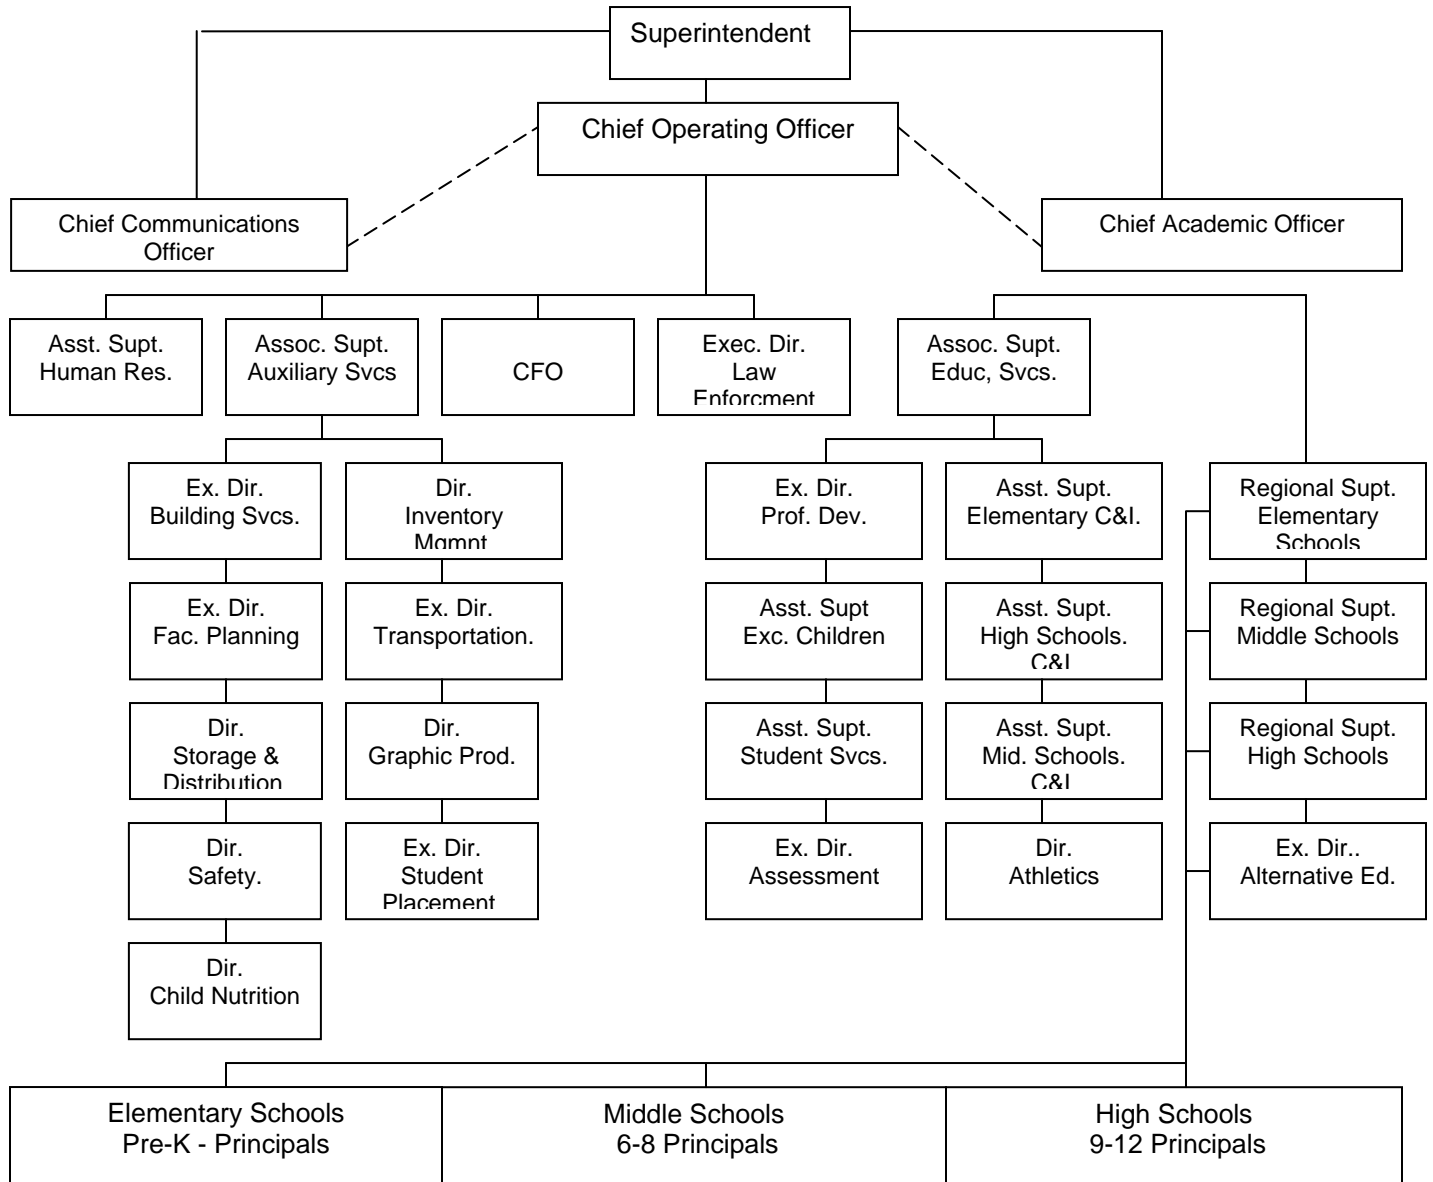 Superintendent
Chief Operating Officer
Chief Communications
Officer
Chief Academic Officer
Asst. Supt.
Human Res.
Assoc. Supt.
Auxiliary Svcs
CFO
Exec. Dir.
Law
Enforcment
Assoc. Supt.
Educ, Svcs.
Ex. Dir.
Building Svcs.
Dir.
Inventory
Mgmnt
Ex. Dir.
Prof. Dev.
Asst. Supt.
Elementary C&I.
Regional Supt.
Elementary
Schools
Ex. Dir.
Fac. Planning
Ex. Dir.
Transportation.
Asst. Supt
Exc. Children
Asst. Supt.
High Schools.
C&I
Regional Supt.
Middle Schools
Dir.
Storage &
Distribution
Dir.
Graphic Prod.
Asst. Supt.
Student Svcs.
Asst. Supt.
Mid. Schools.
C&I
Regional Supt.
High Schools
Dir.
Safety.
Ex. Dir.
Student
Placement
Ex. Dir.
Assessment
Dir.
Athletics
Ex. Dir..
Alternative Ed.
Dir.
Child Nutrition
Elementary Schools
Pre-K - Principals
Middle Schools
6-8 Principals
High Schools
9-12 Principals